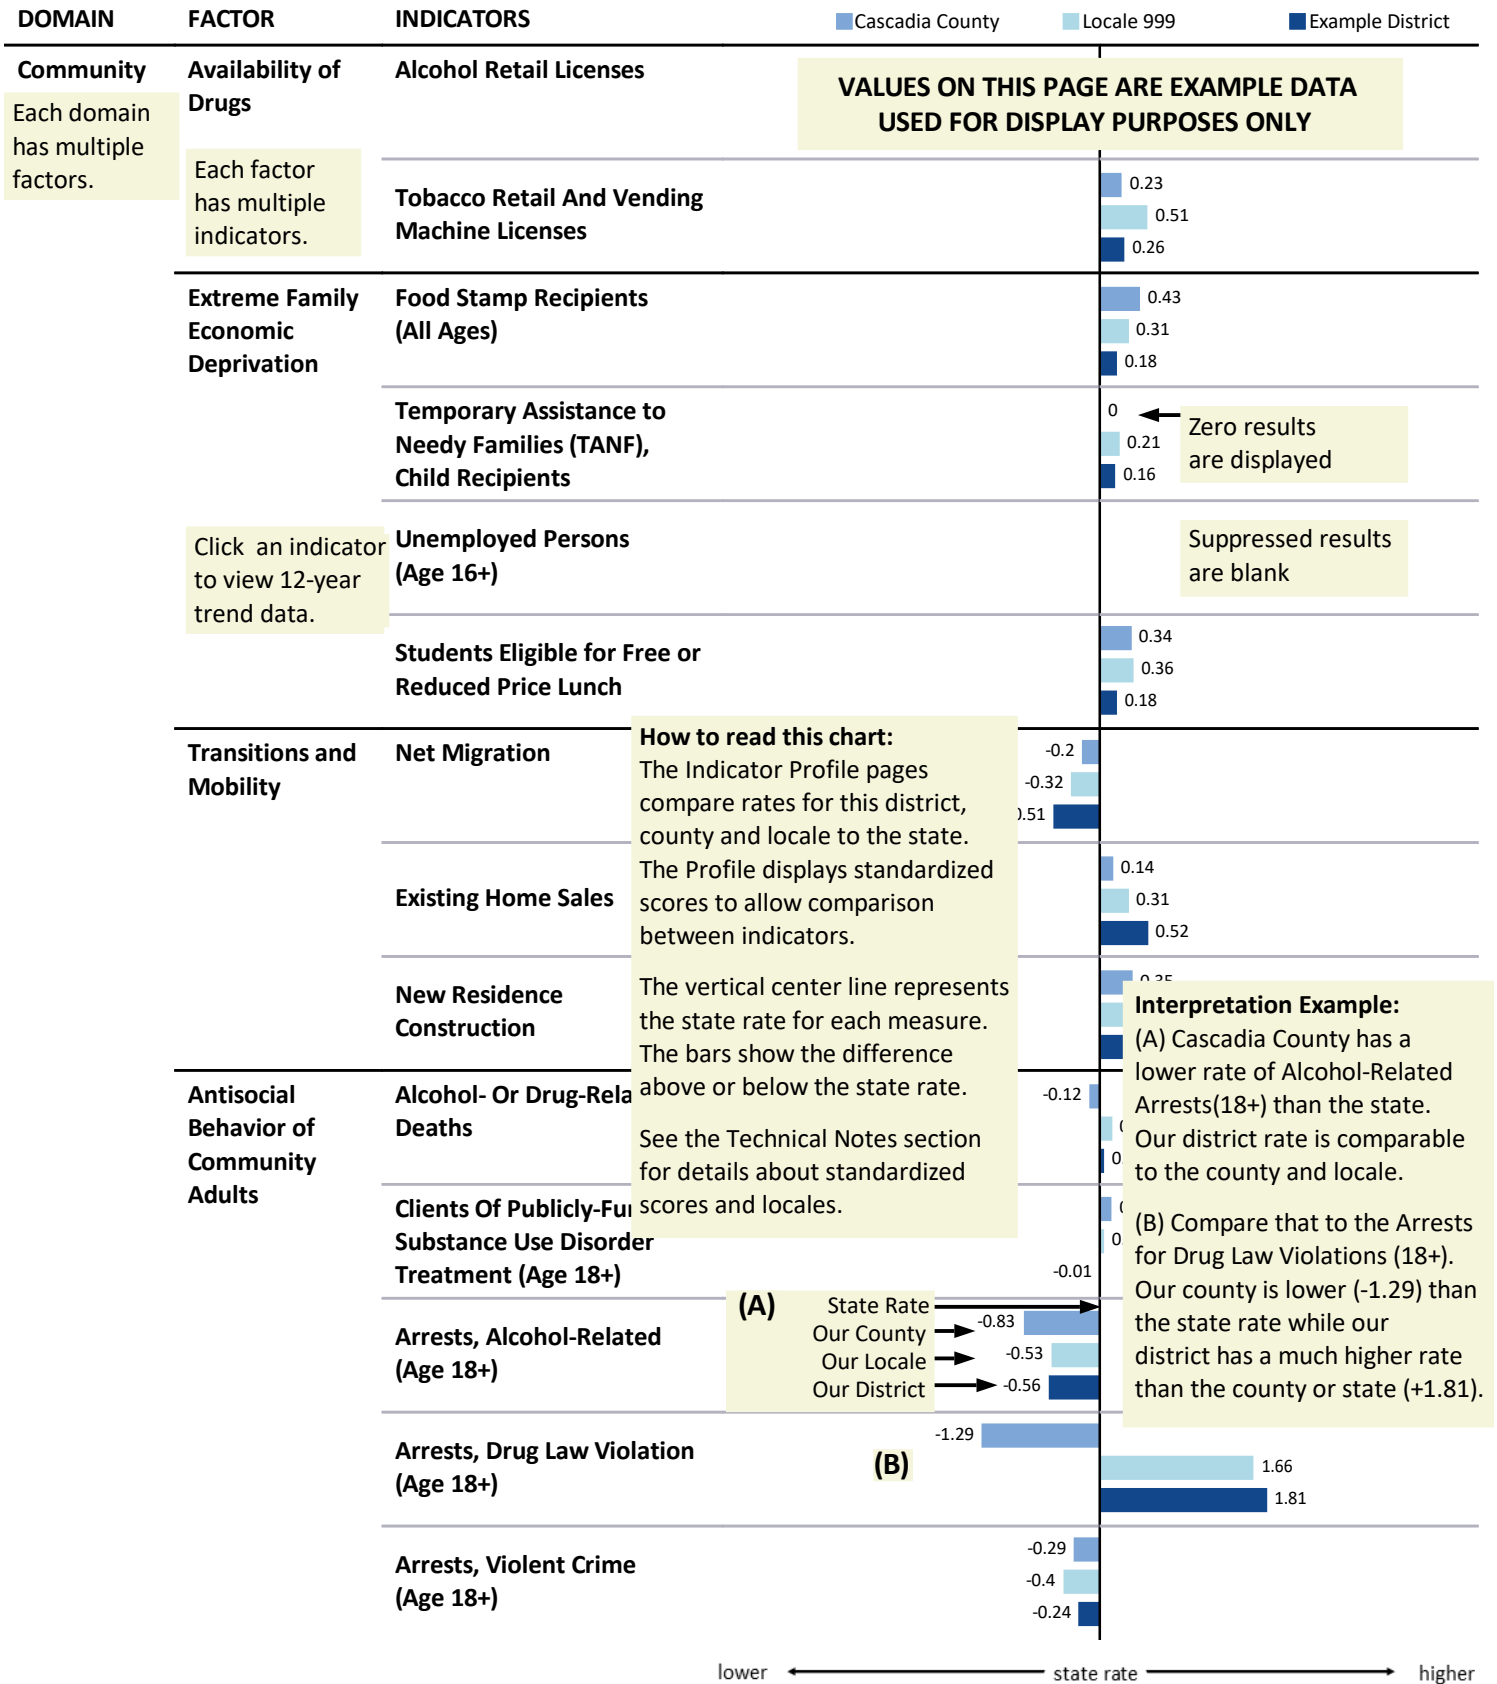 DOMAIN FACTOR INDICATORS Cascadia County Locale 999 Example District
Community
Each domain
has multiple
factors.
Availability of
Drugs
Each factor
has multiple
indicators.
Alcohol Retail Licenses
VALUES ON THIS PAGE ARE EXAMPLE DATA
USED FOR DISPLAY PURPOSES ONLY
Tobacco Retail And Vending
Machine Licenses
0.23
0.51
0.26
Extreme Family
Economic
Deprivation
Food Stamp Recipients
(All Ages)
0.43
0.31
0.18
Temporary Assistance to
Needy Families (TANF),
Child Recipients
0
0.21
0.16
Zero results
are displayed
Click an indicator
to view 12-year
trend data.
Unemployed Persons
(Age 16+)
Suppressed results
are blank
Students Eligible for Free or
Reduced Price Lunch
0.34
0.36
0.18
Transitions and
Mobility
Net Migration
-0.2
-0.32
.51
How to read this chart:
The Indicator Profile pages
compare rates for this district,
county and locale to the state.
The Profile displays standardized
scores to allow comparison
between indicators.
The vertical center line represents
the state rate for each measure.
The bars show the difference
above or below the state rate.
See the Technical Notes section
for details about standardized
scores and locales.
Existing Home Sales
0.14
0.31
0.52
New Residence
Construction
Interpretation Example:
(A) Cascadia County has a
lower rate of Alcohol-Related
Arrests(18+) than the state.
Our district rate is comparable
to the county and locale.
(B) Compare that to the Arrests
for Drug Law Violations (18+).
Our county is lower (-1.29) than
the state rate while our
district has a much higher rate
than the county or state (+1.81).
Antisocial
Behavior of
Community
Adults
Alcohol- Or Drug-Rela
Deaths
-0.12
0.
Clients Of Publicly-Fu
Substance Use Disorder
Treatment (Age 18+)
0.
-0.01
Arrests, Alcohol-Related
(Age 18+)
(A) State Rate
Our County -0.83
Our Locale -0.53
Our District -0.56
Arrests, Drug Law Violation
(Age 18+)
(B)
-1.29
1.66
1.81
Arrests, Violent Crime
(Age 18+)
-0.29
-0.4
-0.24
lower state rate higher